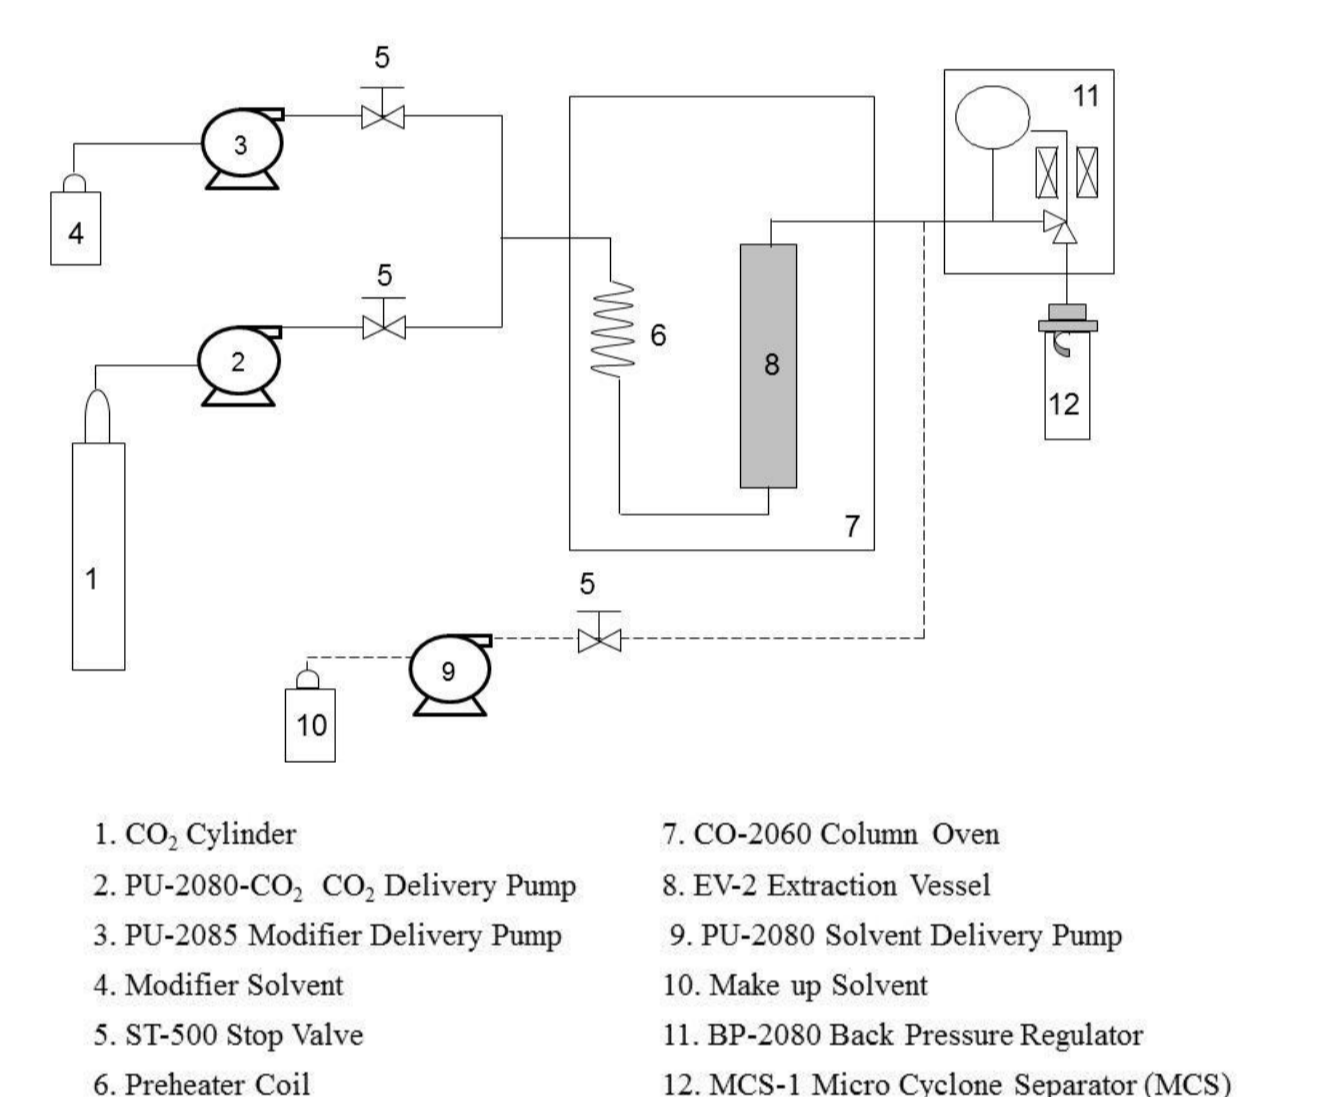 5
3
11
4
5
6
2
8
12
7
1
5
9
10
1. CO₂ Cylinder
2. PU-2080-CO₂ CO₂ Delivery Pump
3. PU-2085 Modifier Delivery Pump
4. Modifier Solvent
5. ST-500 Stop Valve
6. Preheater Coil
7. CO-2060 Column Oven
8. EV-2 Extraction Vessel
9. PU-2080 Solvent Delivery Pump
10. Make up Solvent
11. BP-2080 Back Pressure Regulator
12. MCS-1 Micro Cyclone Separator (MCS)